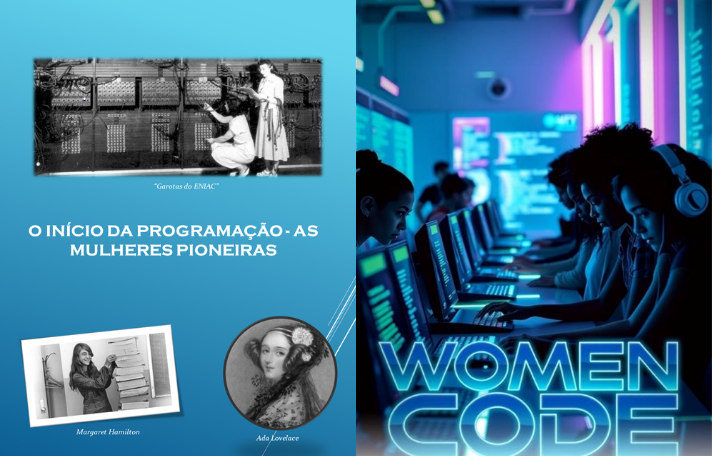 "Garotas do ENIAC"
O INÍCIO DA PROGRAMAÇÃO - AS
MULHERES PIONEIRAS
Margaret Hamilton
Ada Lovelace
WOMEN
CODE